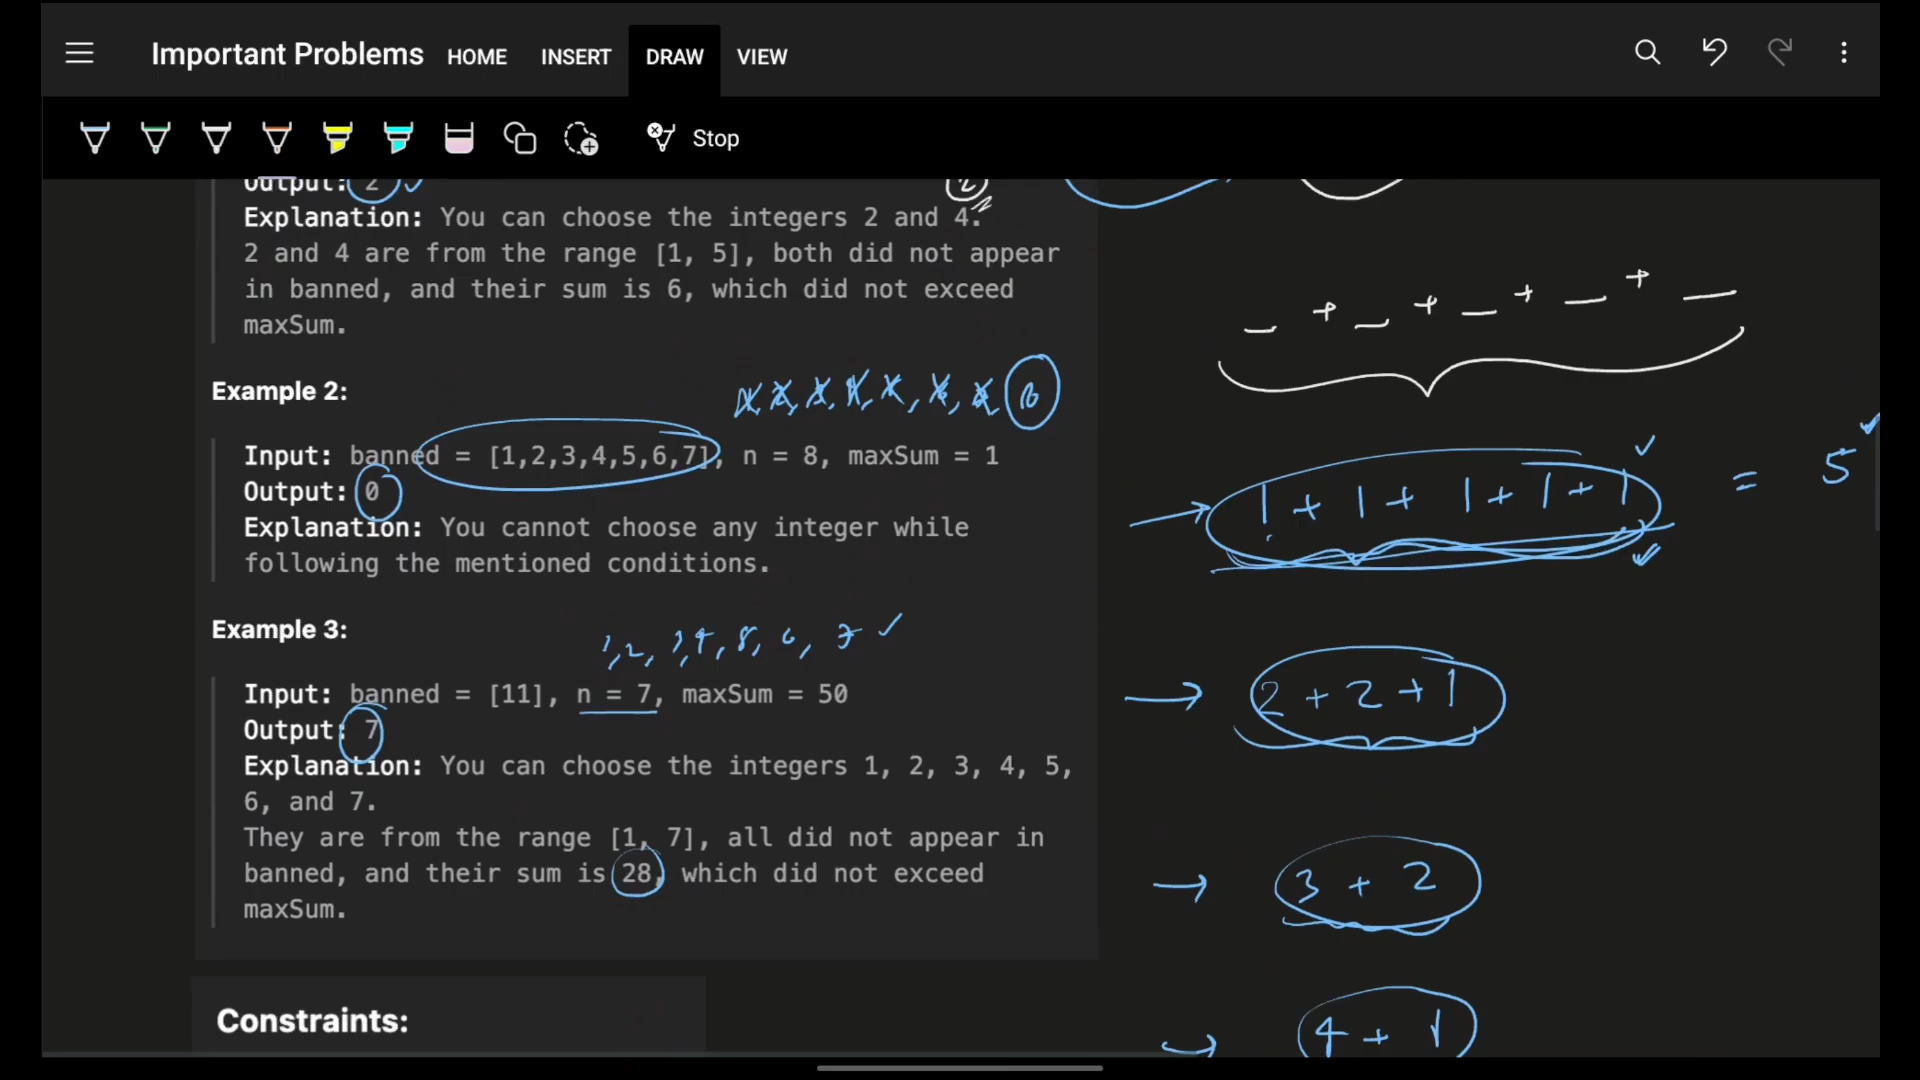 Important Problems HOME INSERT DRAW VIEW
Stop
Output: 2
Explanation: You can choose the integers 2 and 4.
2 and 4 are from the range [1, 5], both did not appear
in banned, and their sum is 6, which did not exceed
maxSum.
Example 2:
Input: banned = [1,2,3,4,5,6,7], n = 8, maxSum = 1
Output: 0
Explanation: You cannot choose any integer while
following the mentioned conditions.
Example 3:
Input: banned = [11], n = 7, maxSum = 50
Output: 7
Explanation: You can choose the integers 1, 2, 3, 4, 5,
6, and 7.
They are from the range [1, 7], all did not appear in
banned, and their sum is 28, which did not exceed
maxSum.
Constraints:
_ + _ + _ + _ + _
1 + 1 + 1 + 1 + 1 = 5
2 + 2 + 1
3 + 2
4 + 1